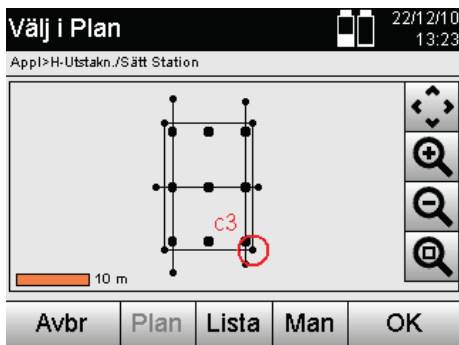 Välj i Plan
22/12/10
13:23
Appl>H-Utstakn./Sätt Station
c3
10 m
Avbr
Plan
Lista
Man
OK